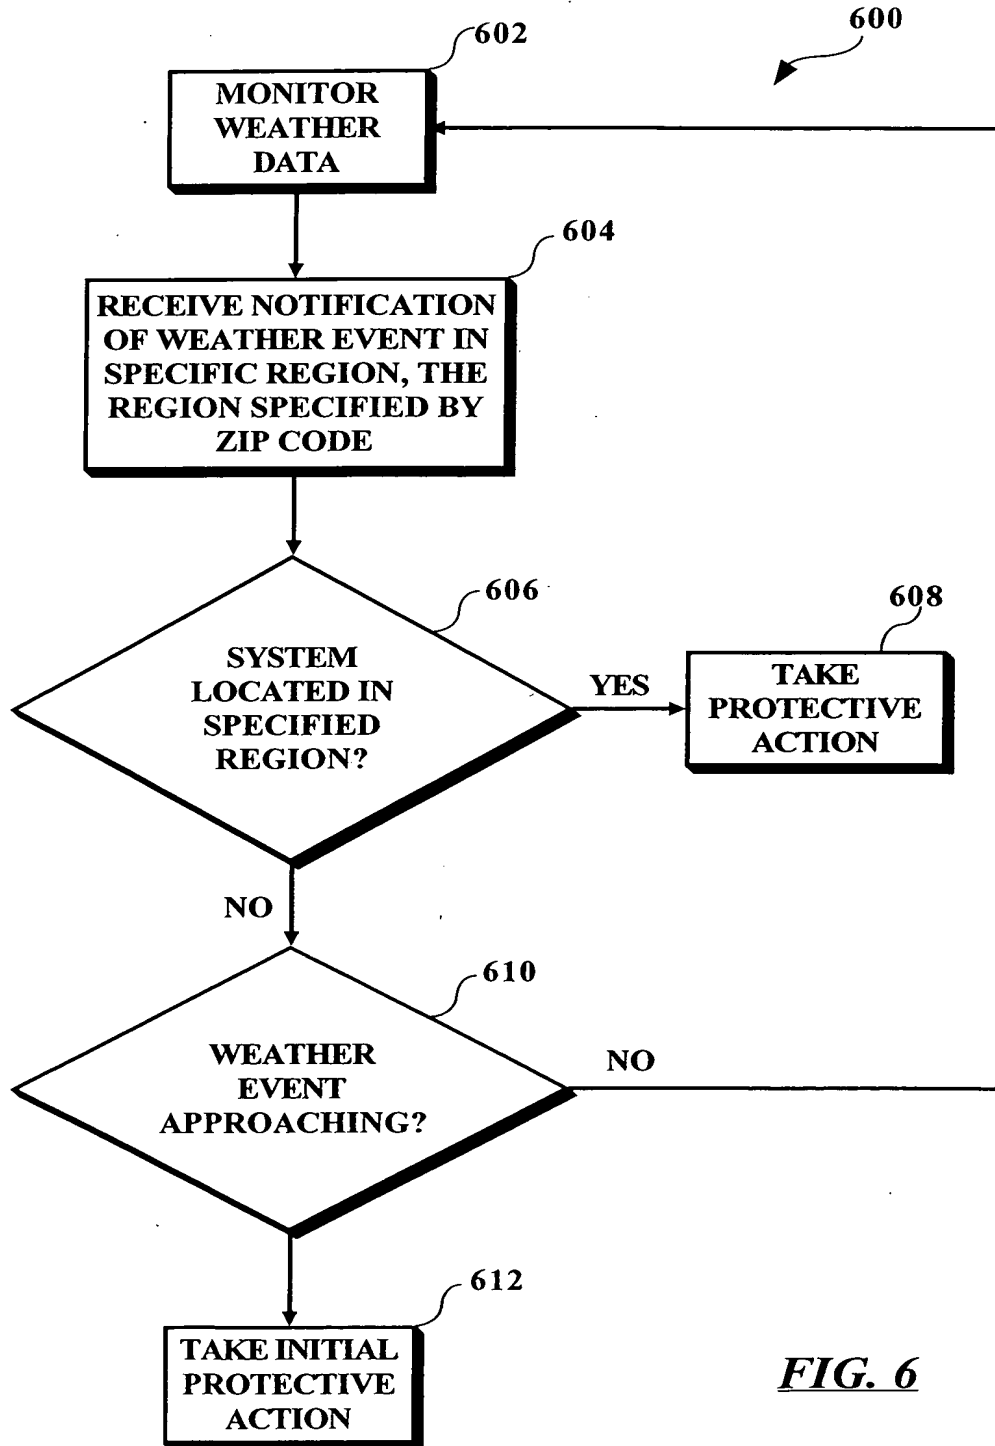 602
600
MONITOR
WEATHER
DATA
604
RECEIVE NOTIFICATION
OF WEATHER EVENT IN
SPECIFIC REGION, THE
REGION SPECIFIED BY
ZIP CODE
606
SYSTEM
LOCATED IN
SPECIFIED
REGION?
YES
608
TAKE
PROTECTIVE
ACTION
NO
610
WEATHER
EVENT
APPROACHING?
NO
612
TAKE INITIAL
PROTECTIVE
ACTION
FIG. 6